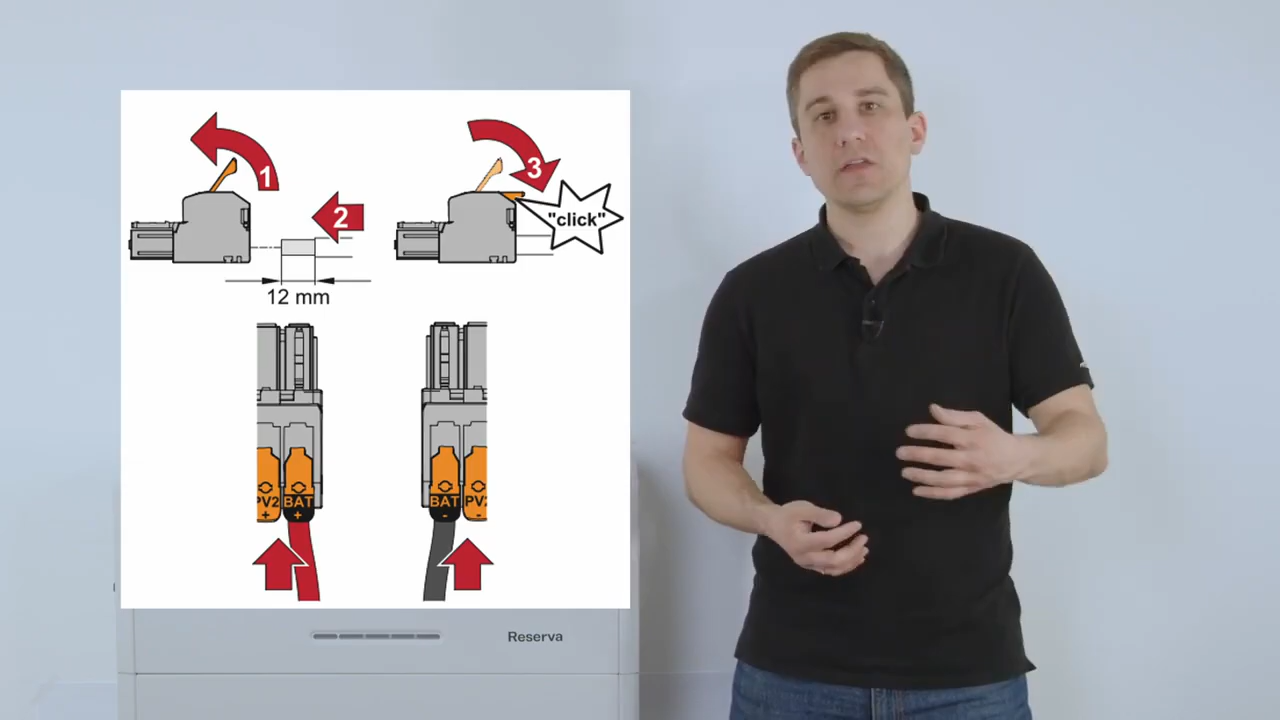 1
2
3
"click"
12 mm
PV2
+
BAT
+
BAT
-
PV2
-
Reserva